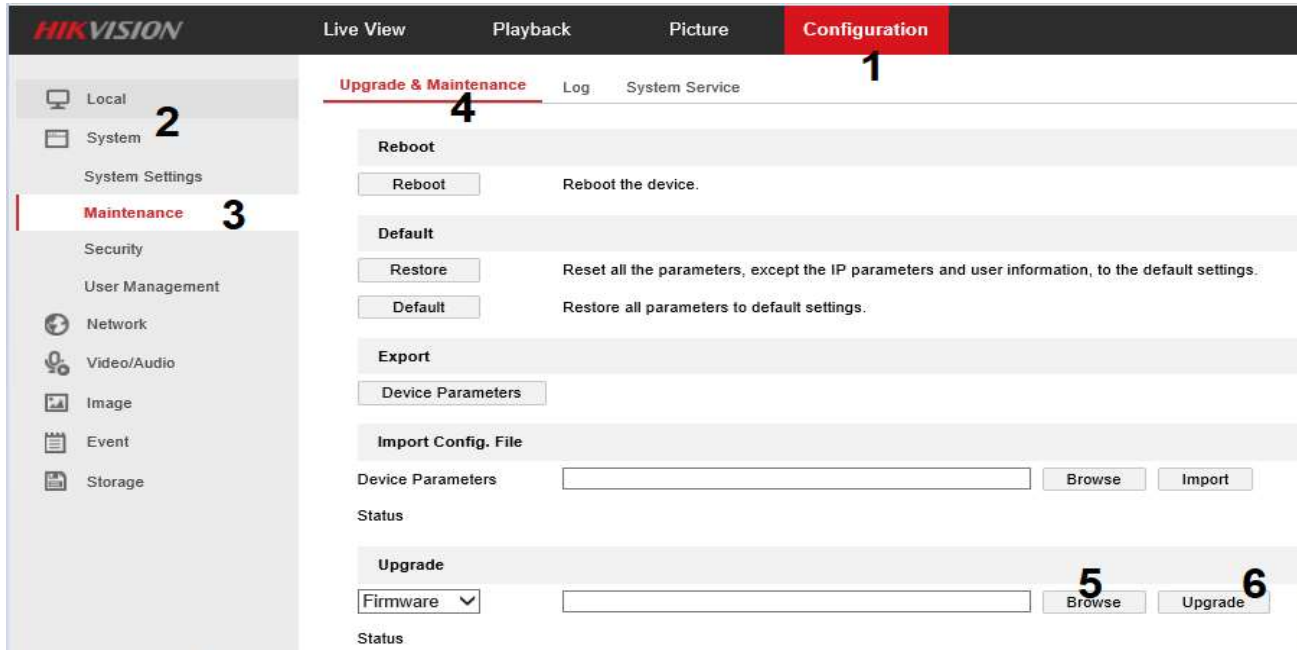 HIKVISION Live View Playback Picture Configuration
1
Upgrade & Maintenance Log System Service
4
Local
2
System
System Settings
Maintenance 3
Security
User Management
Network
Video/Audio
Image
Event
Storage
Reboot
Reboot Reboot the device.
Default
Restore Reset all the parameters, except the IP parameters and user information, to the default settings.
Default Restore all parameters to default settings.
Export
Device Parameters
Import Config. File
Device Parameters Browse Import
Status
Upgrade
5 6
Firmware Browse Upgrade
Status